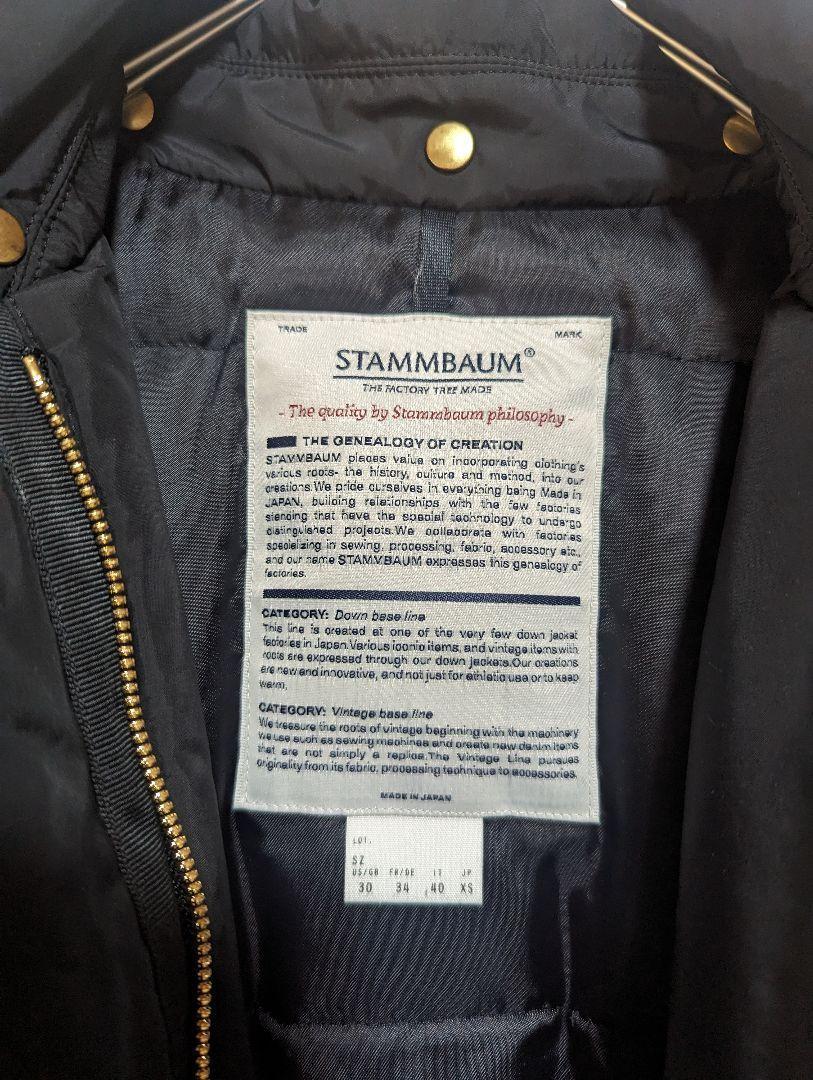 TRADE MARK
STAMMBAUM®
THE FACTORY TREE MADE
- The quality by Stammbaum philosophy -
THE GENEALOGY OF CREATION
STAMMBAUM places value on incorporating clothing's
various roots- the history, culture and method, into our
creations.We pride ourselves in everything being Made in
JAPAN, building relationships with the few factories
standing that have the special technology to undergo
distinguished projects.We collaborate with factories
specializing in sewing, processing, fabric, accessory etc.,
and our name STAMMBAUM expresses this genealogy of
factories.
CATEGORY: Down base line
This line is created at one of the very few down jacket
factories in Japan.Various iconic items, and vintage items with
roots are expressed through our down jackets.Our creations
are new and innovative, and not just for athletic use or to keep
warm.
CATEGORY: Vintage base line
We treasure the roots of vintage beginning with the machinery
we use such as sewing machines and create new denim items
that are not simply a replica.The Vintage Line pursues
originality from its fabric, processing technique to accessories.
MADE IN JAPAN
LOT.
SZ
US/GB FR/DE IT JP
30 34 40 XS